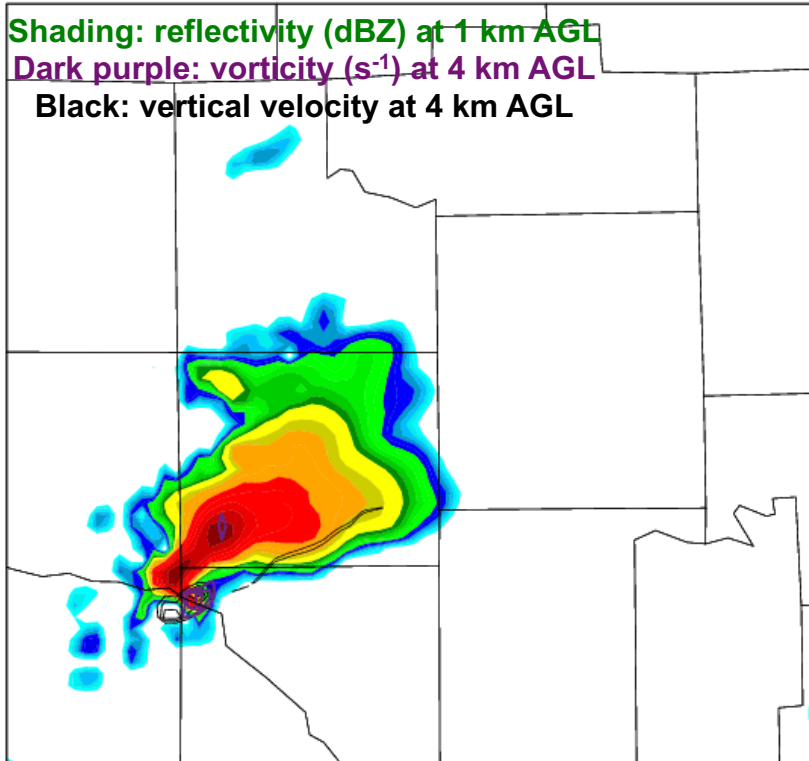 Shading: reflectivity (dBZ) at 1 km AGL
Dark purple: vorticity (s⁻¹) at 4 km AGL
Black: vertical velocity at 4 km AGL